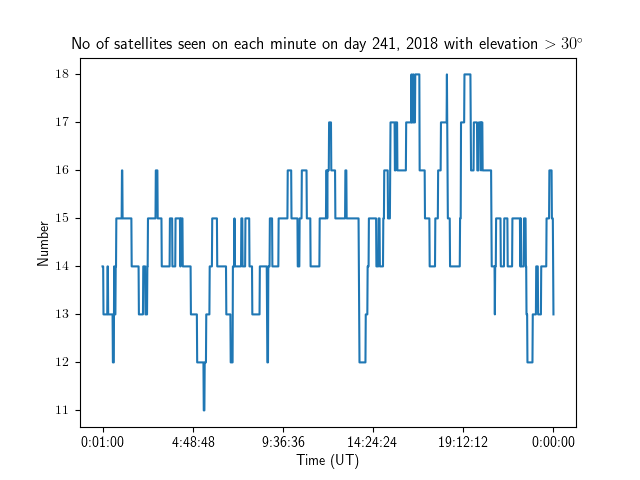 No of satellites seen on each minute on day 241, 2018 with elevation > 30°
18
17
16
15
14
13
12
11
Number
0:01:00 4:48:48 9:36:36 14:24:24 19:12:12 0:00:00
Time (UT)